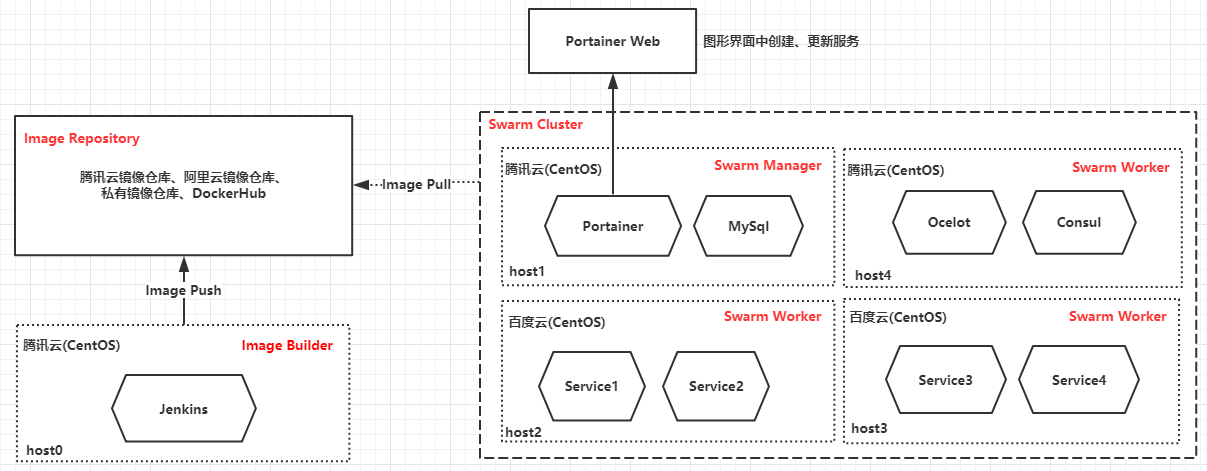 Portainer Web
图形界面中创建、更新服务
Image Repository
腾讯云镜像仓库、阿里云镜像仓库、
私有镜像仓库、DockerHub
Image Pull
Image Push
腾讯云(CentOS)
Image Builder
Jenkins
host0
Swarm Cluster
腾讯云(CentOS)
Swarm Manager
Portainer
MySql
host1
腾讯云(CentOS)
Swarm Worker
Ocelot
Consul
host4
百度云(CentOS)
Swarm Worker
Service1
Service2
host2
百度云(CentOS)
Swarm Worker
Service3
Service4
host3